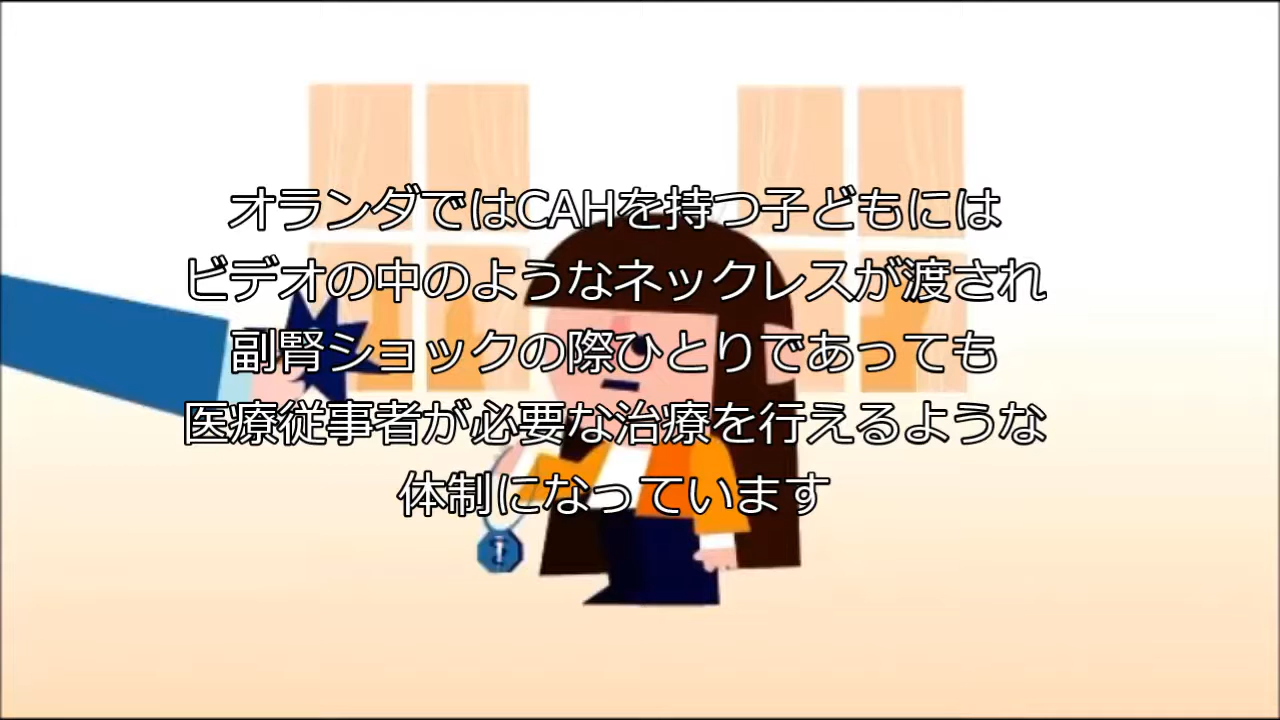 オランダではCAHを持つ子どもには
ビデオの中のようなネックレスが渡され
副腎ショックの際ひとりであっても
医療従事者が必要な治療を行えるような
体制になっています